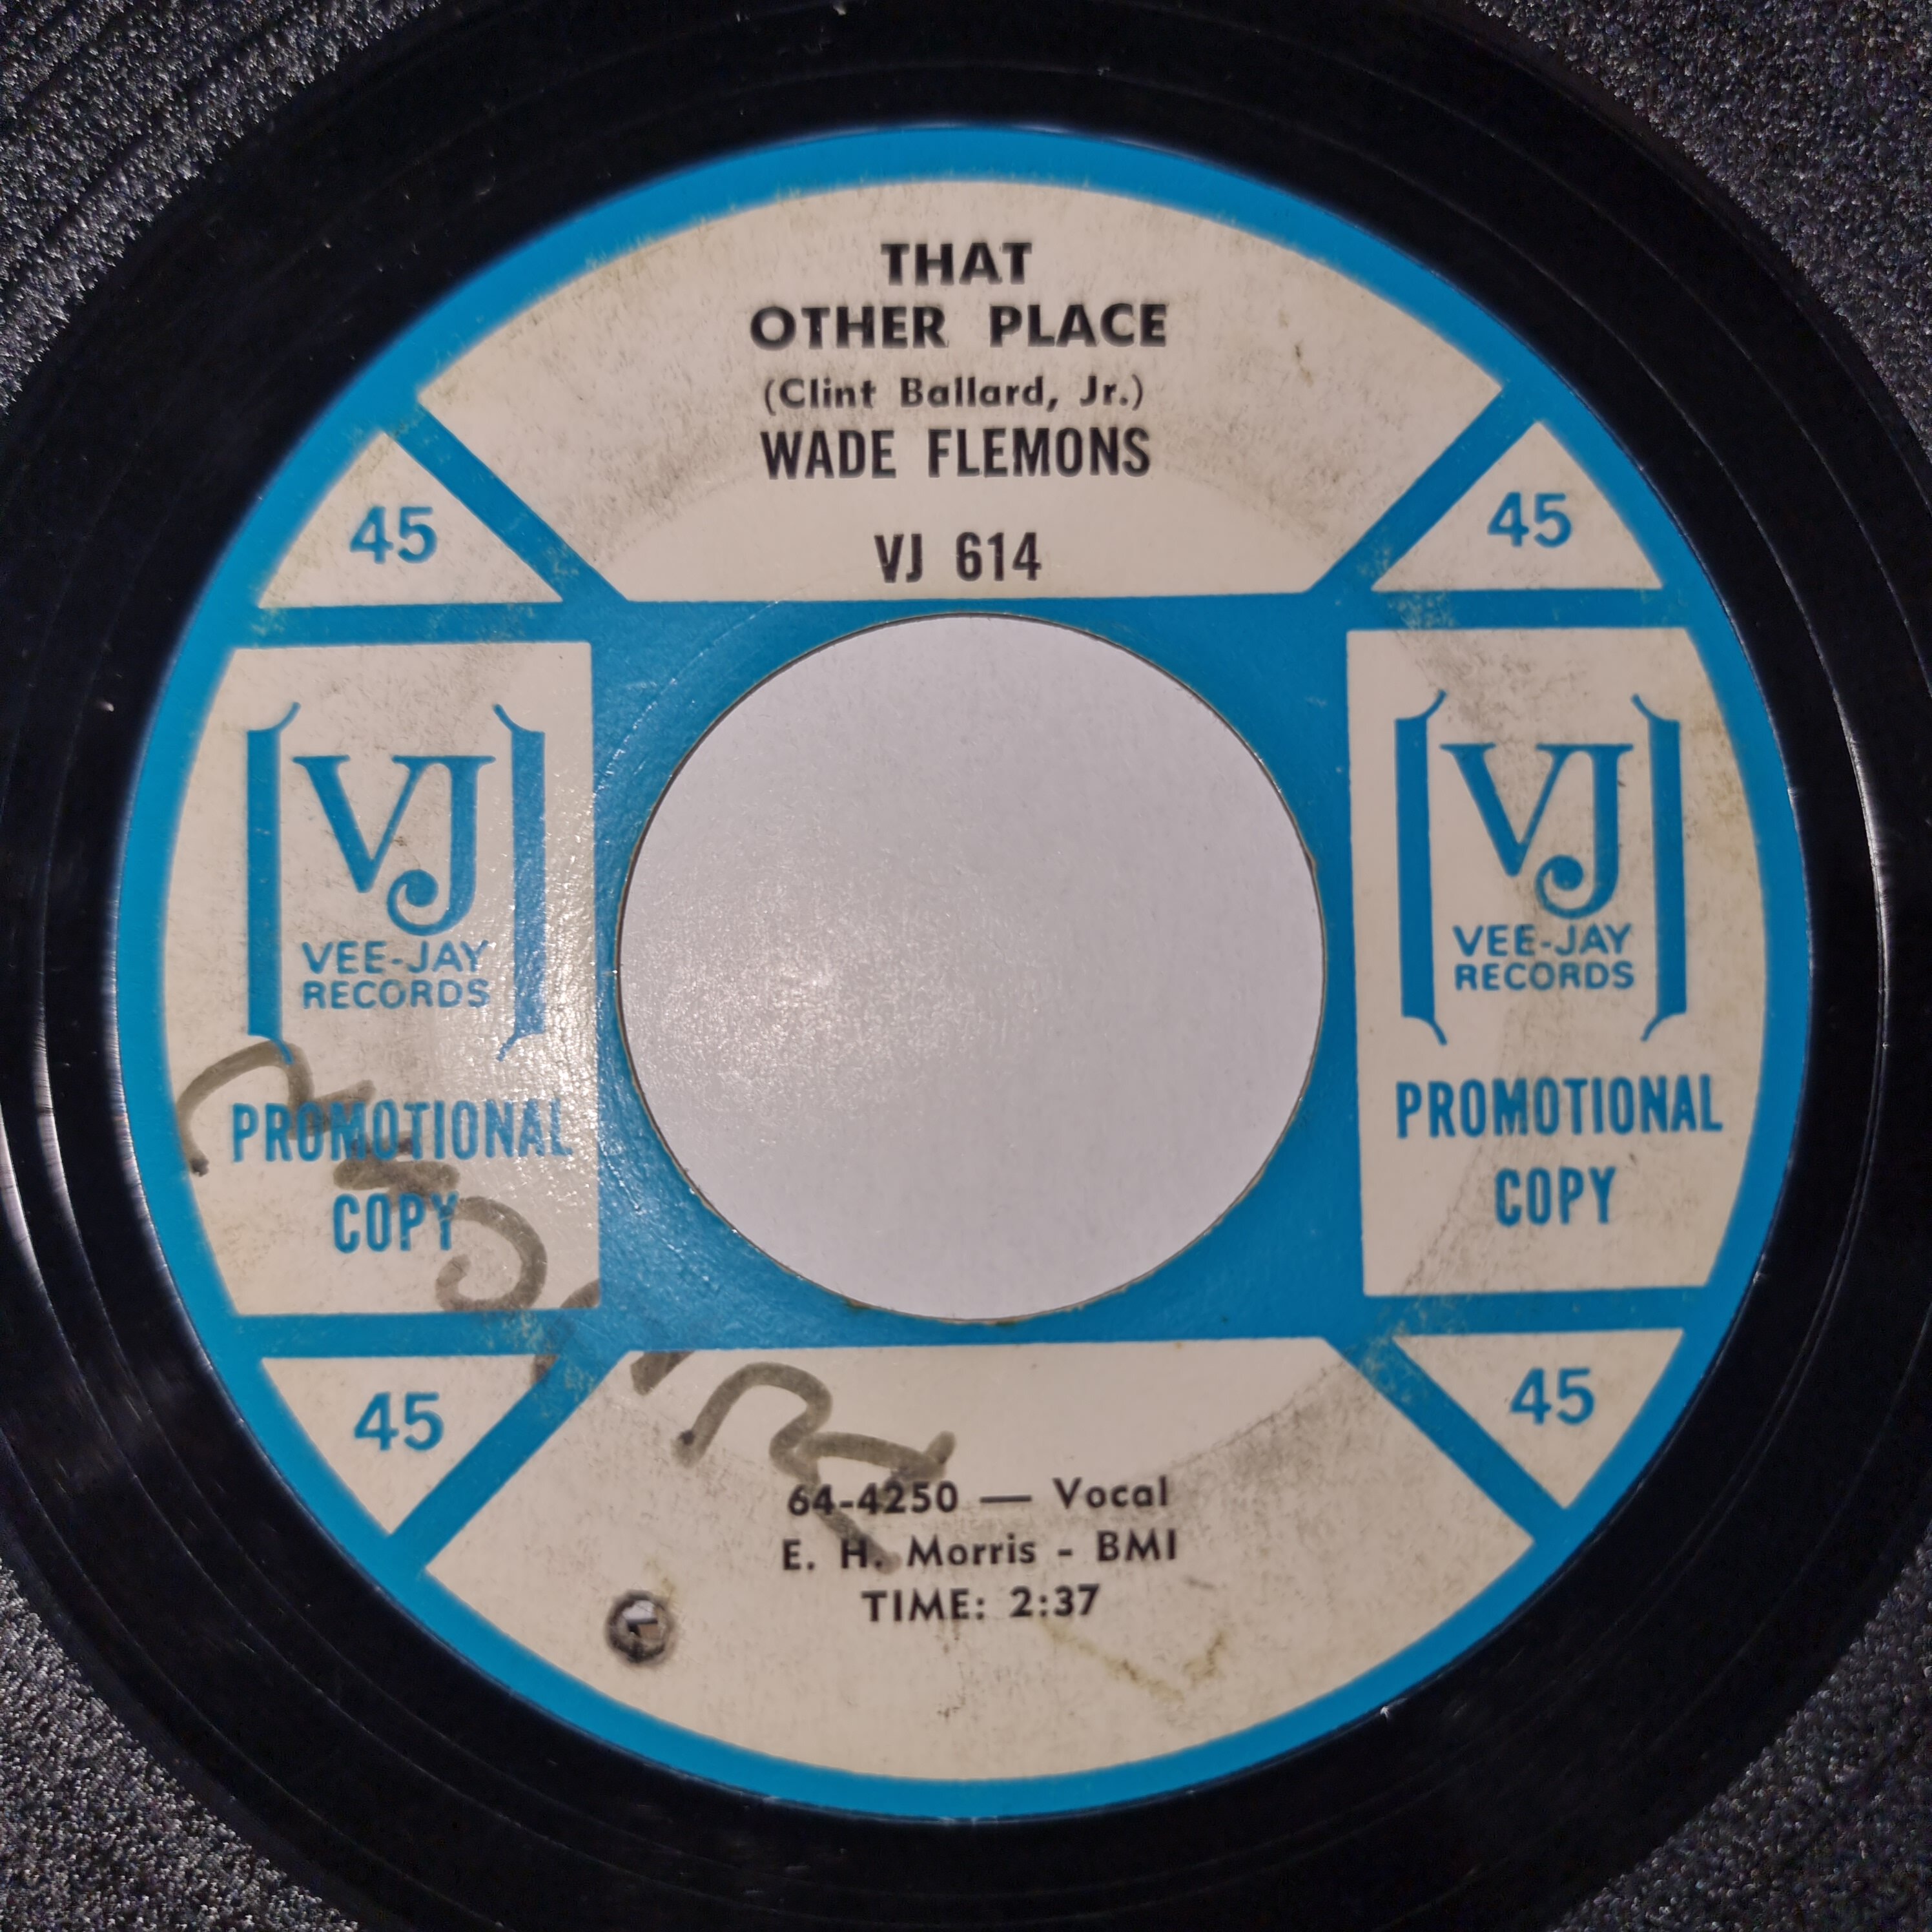 THAT
OTHER PLACE
(Clint Ballard, Jr.)
WADE FLEMONS
VJ 614
45
45
VJ
VEE-JAY
RECORDS
PROMOTIONAL
COPY
VJ
VEE-JAY
RECORDS
PROMOTIONAL
COPY
45
45
64-4250 — Vocal
E. H. Morris - BMI
TIME: 2:37